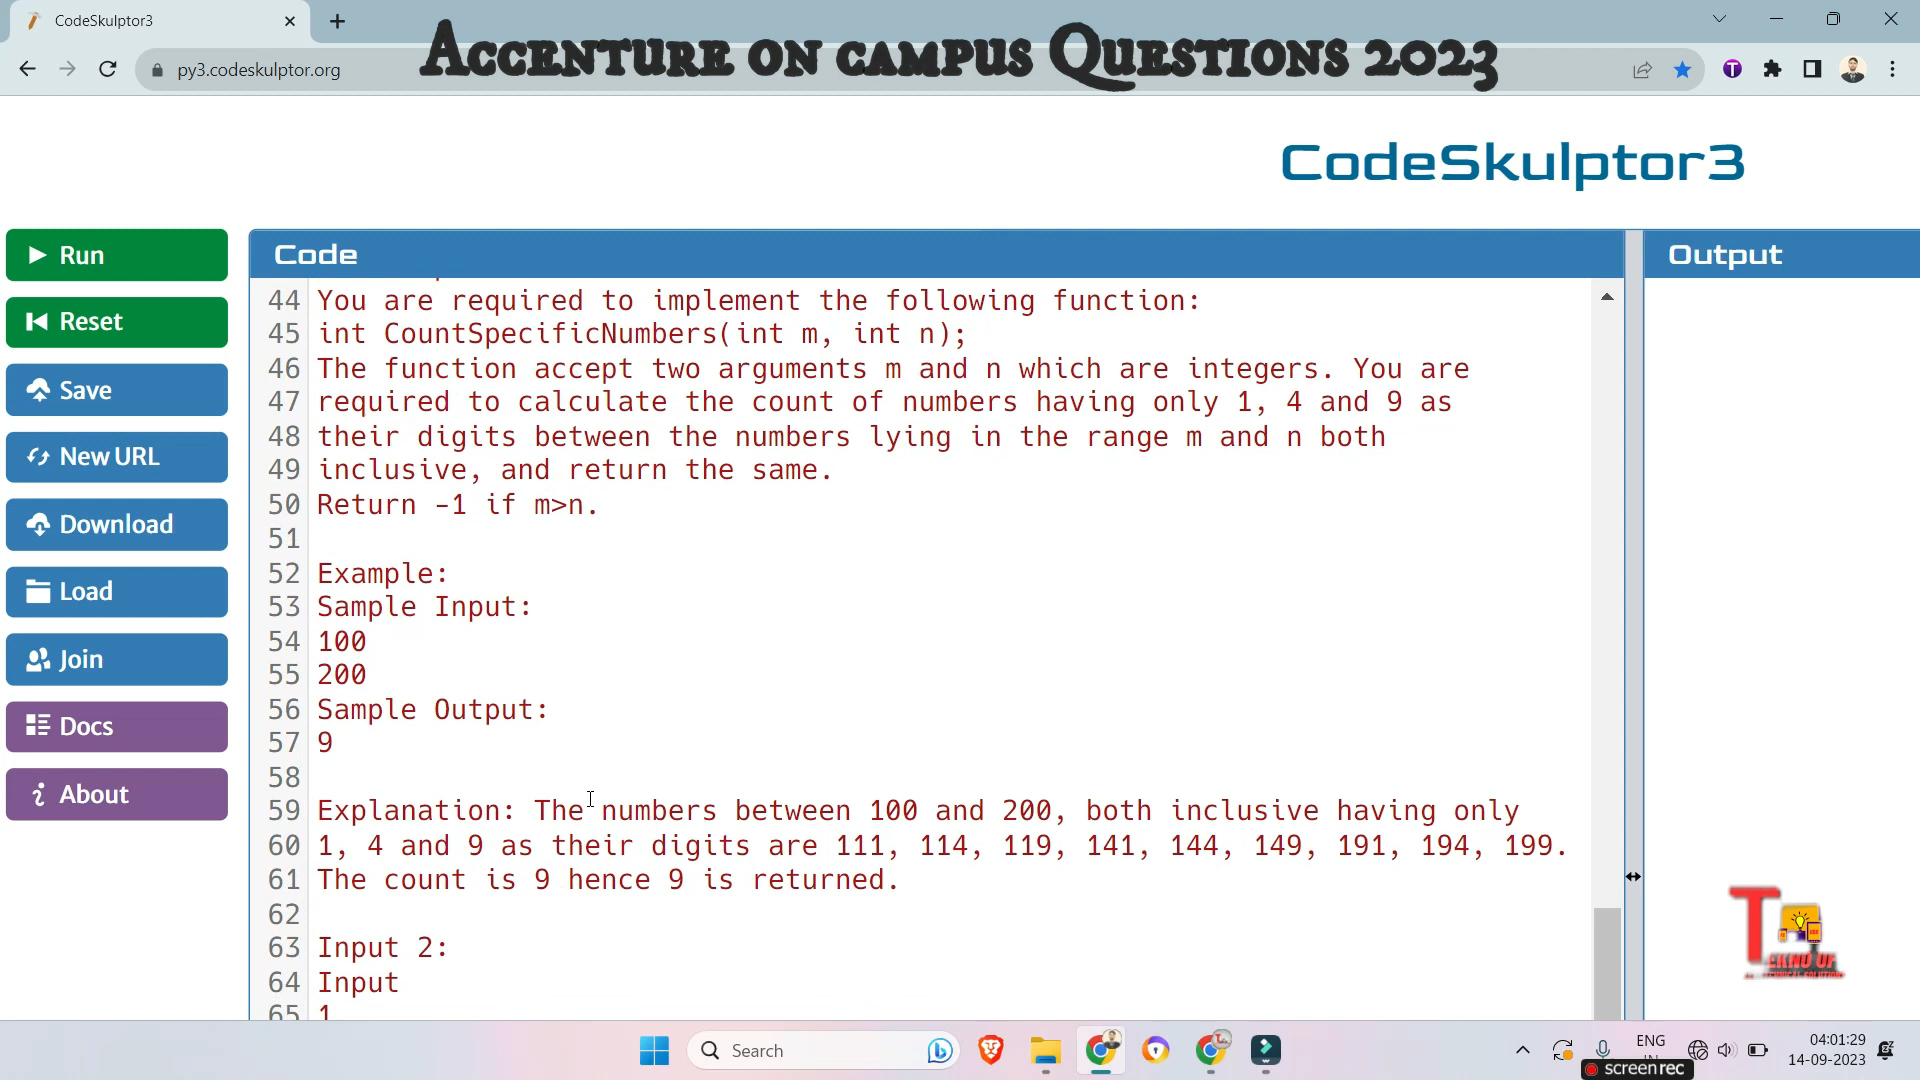 CodeSkulptor3
py3.codeskulptor.org
Accenture on campus Questions 2023
CodeSkulptor3
Run
Reset
Save
New URL
Download
Load
Join
Docs
About
Code
Output
44 You are required to implement the following function:
45 int CountSpecificNumbers(int m, int n);
46 The function accept two arguments m and n which are integers. You are
47 required to calculate the count of numbers having only 1, 4 and 9 as
48 their digits between the numbers lying in the range m and n both
49 inclusive, and return the same.
50 Return -1 if m>n.
51
52 Example:
53 Sample Input:
54 100
55 200
56 Sample Output:
57 9
58
59 Explanation: The numbers between 100 and 200, both inclusive having only
60 1, 4 and 9 as their digits are 111, 114, 119, 141, 144, 149, 191, 194, 199.
61 The count is 9 hence 9 is returned.
62
63 Input 2:
64 Input
65 1
Search
ENG
04:01:29
14-09-2023
screenrec